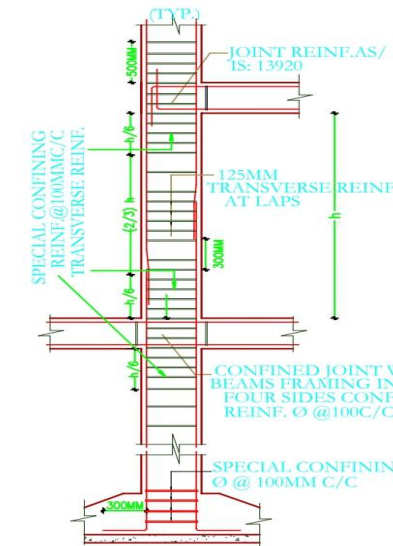 (TYP.)
JOINT REINF.AS/
IS: 13920
500MM
h/6
SPECIAL CONFINING
REINF.@100MMC/C
TRANSVERSE REINF.
(2/3) h
125MM
TRANSVERSE REINF
AT LAPS
h
300MM
h/6
h/6
CONFINED JOINT W
BEAMS FRAMING IN
FOUR SIDES CONF
REINF. Ø @100C/C
SPECIAL CONFININ
Ø @ 100MM C/C
300MM